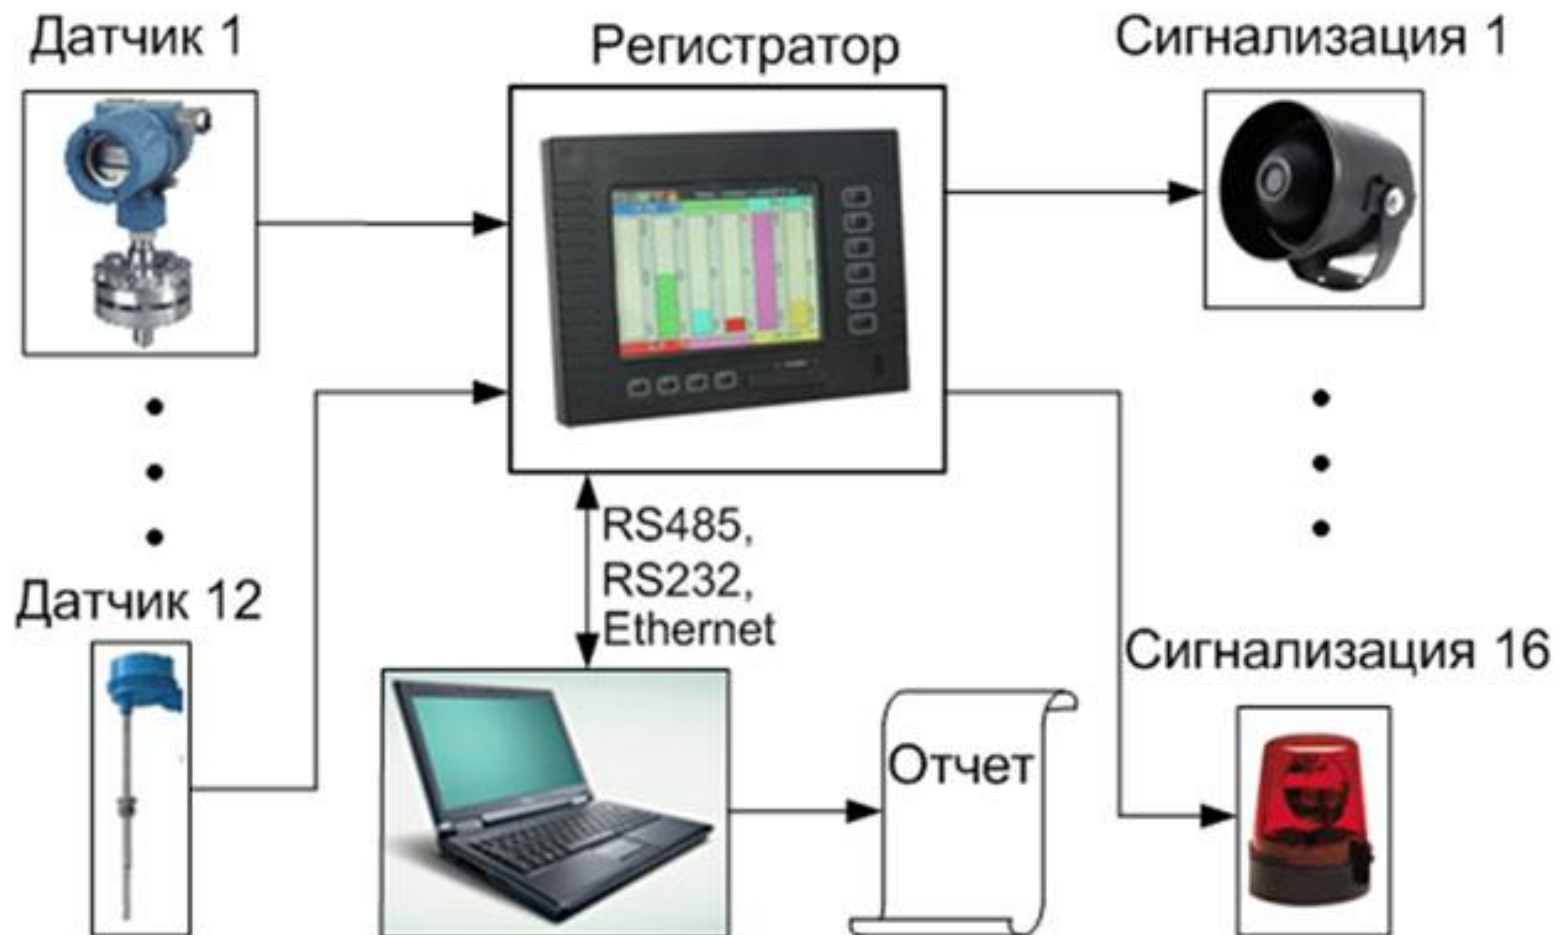 Датчик 1
Регистратор
Сигнализация 1
RS485,
RS232,
Ethernet
Датчик 12
Сигнализация 16
Отчет